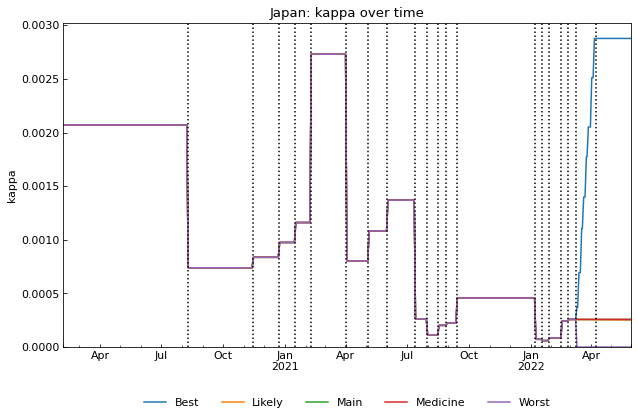 Japan: kappa over time
0.0030
0.0025
0.0020
0.0015
0.0010
0.0005
0.0000
kappa
Apr Jul Oct Jan Apr Jul Oct Jan Apr
2021 2022
Best Likely Main Medicine Worst